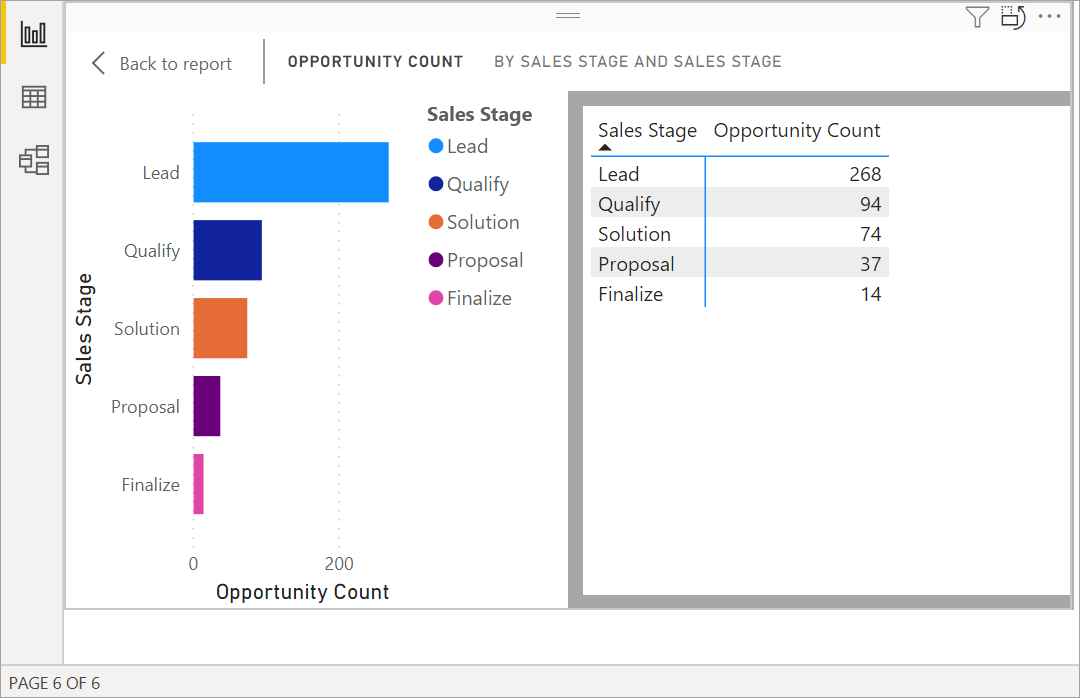 Back to report
OPPORTUNITY COUNT
BY SALES STAGE AND SALES STAGE
Sales Stage
Lead
Qualify
Solution
Proposal
Finalize
0
200
Opportunity Count
Sales Stage
Lead
Qualify
Solution
Proposal
Finalize
Sales Stage Opportunity Count
Lead 268
Qualify 94
Solution 74
Proposal 37
Finalize 14
PAGE 6 OF 6